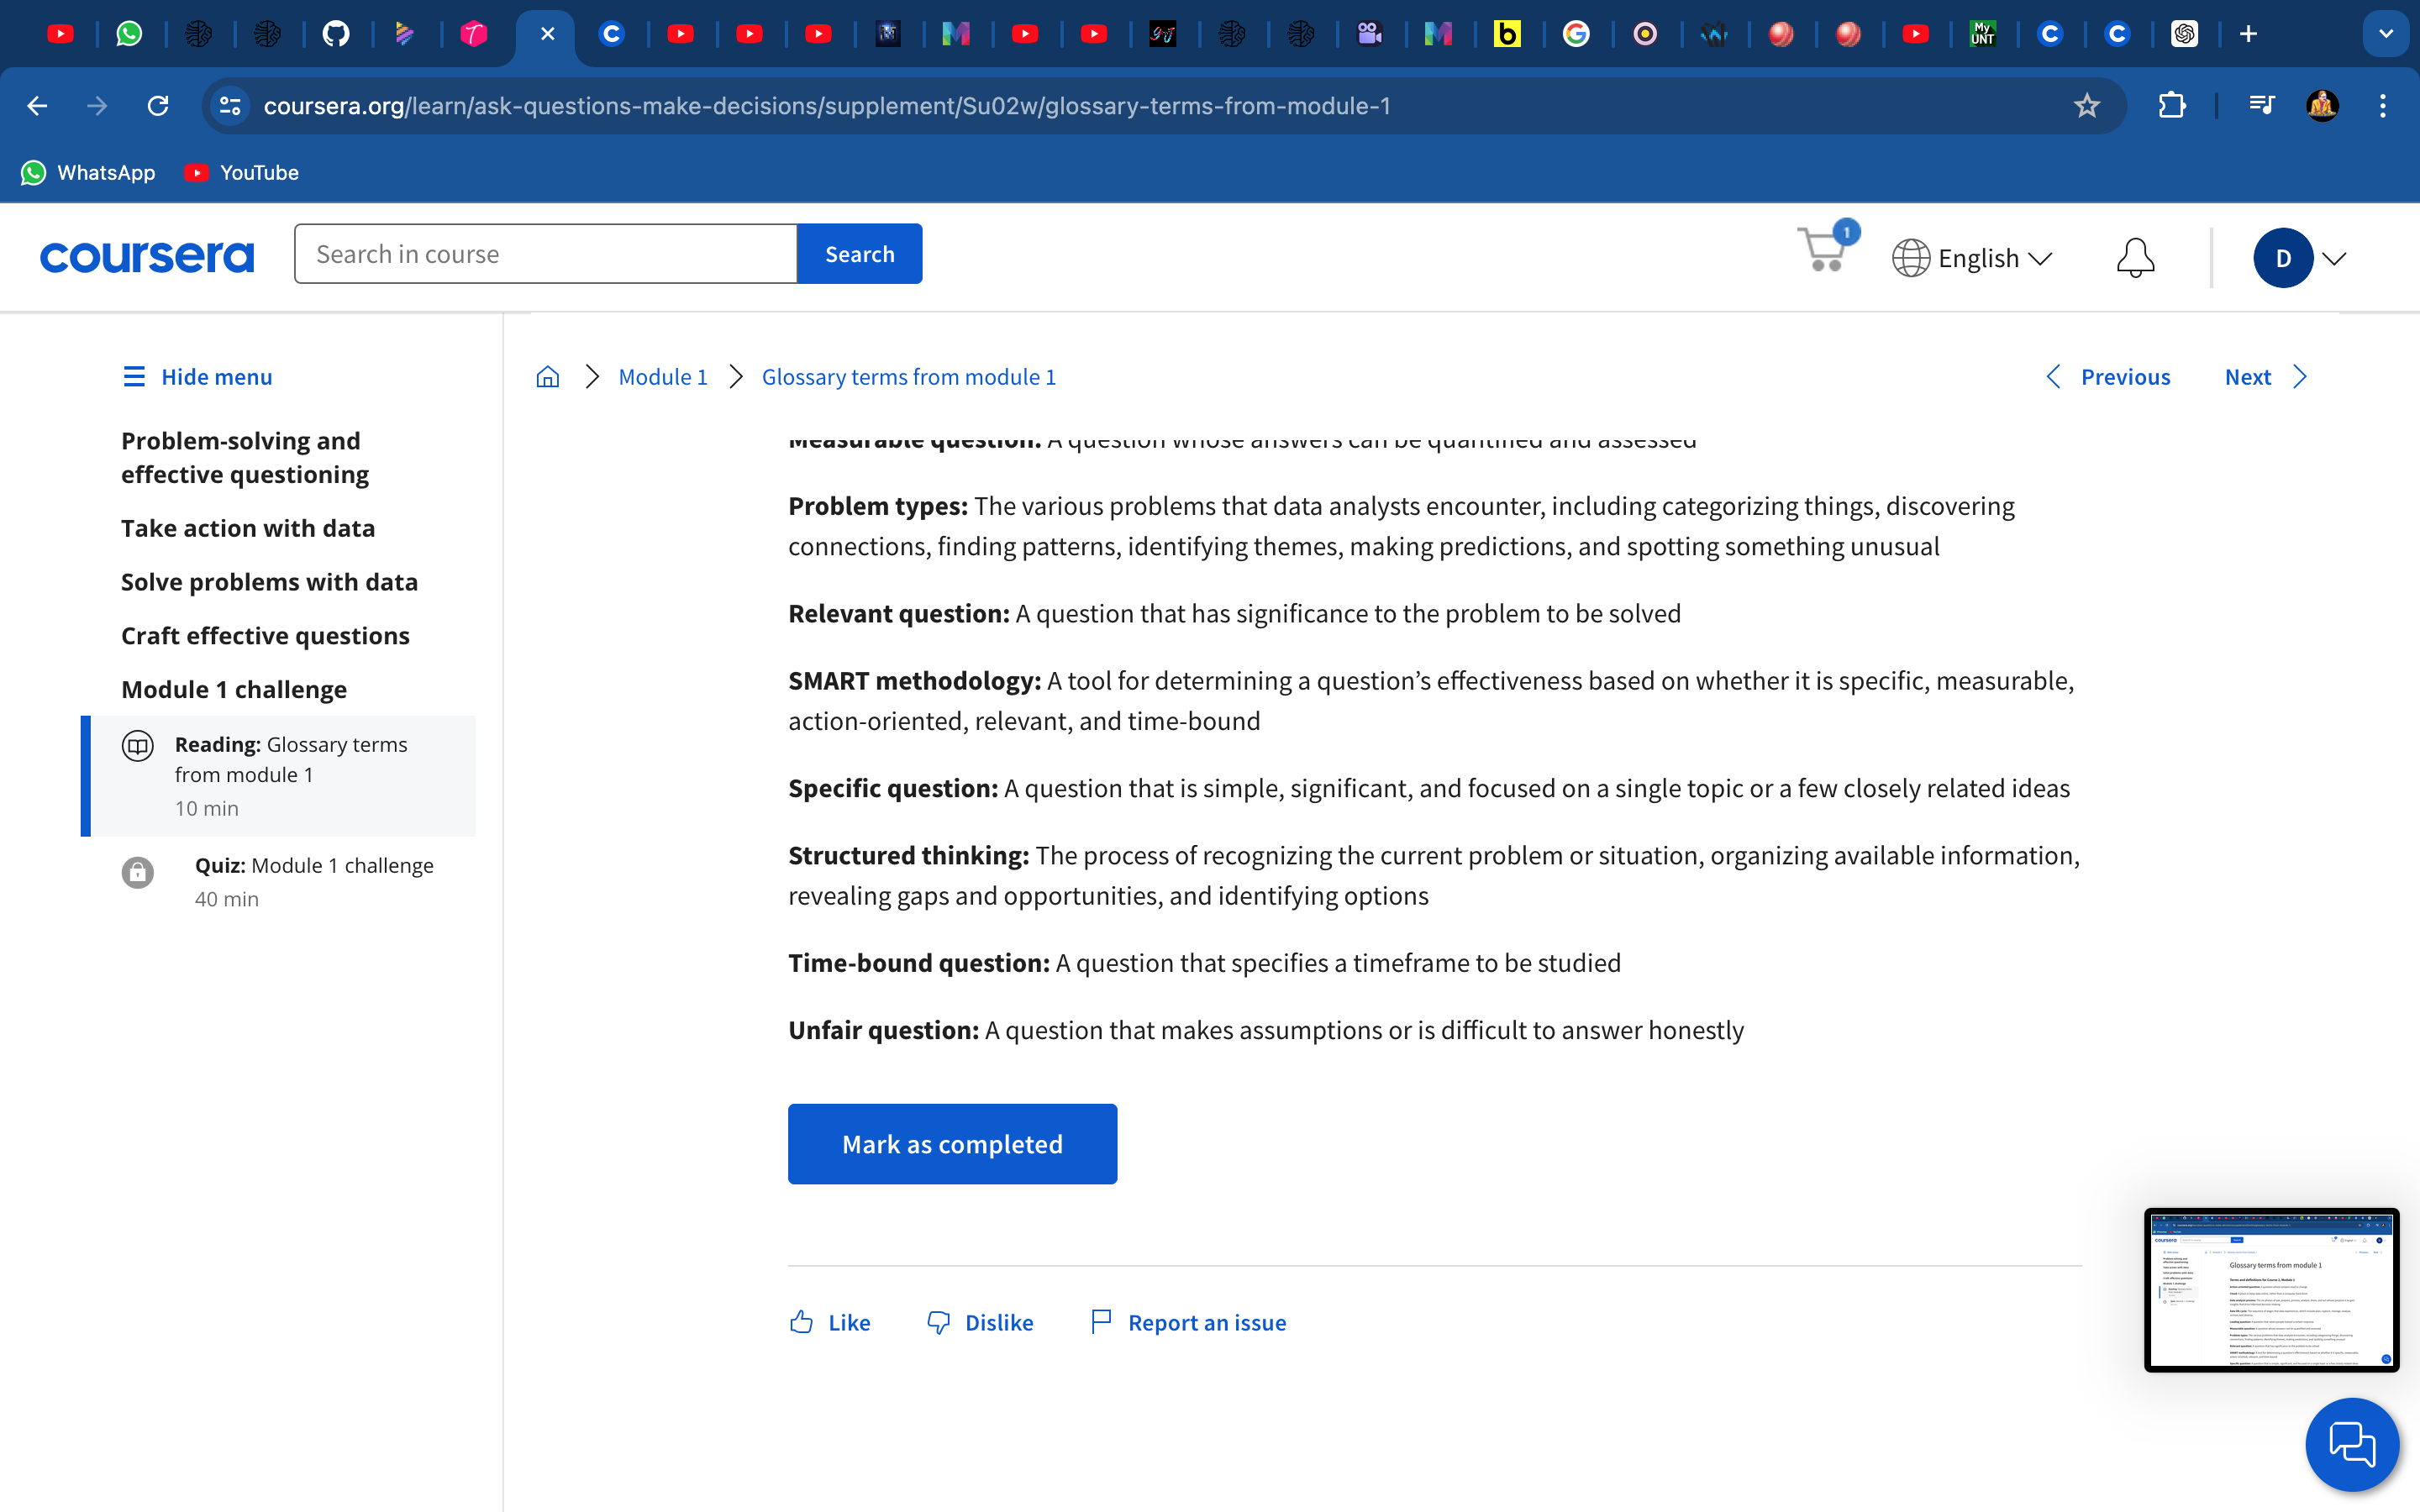 coursera.org/learn/ask-questions-make-decisions/supplement/Su02w/glossary-terms-from-module-1
WhatsApp YouTube
coursera Search in course Search 1 English D
Hide menu
Problem-solving and
effective questioning
Take action with data
Solve problems with data
Craft effective questions
Module 1 challenge
Reading: Glossary terms
from module 1
10 min
Quiz: Module 1 challenge
40 min
Module 1 Glossary terms from module 1 Previous Next
Measurable question: A question whose answers can be quantified and assessed
Problem types: The various problems that data analysts encounter, including categorizing things, discovering
connections, finding patterns, identifying themes, making predictions, and spotting something unusual
Relevant question: A question that has significance to the problem to be solved
SMART methodology: A tool for determining a question’s effectiveness based on whether it is specific, measurable,
action-oriented, relevant, and time-bound
Specific question: A question that is simple, significant, and focused on a single topic or a few closely related ideas
Structured thinking: The process of recognizing the current problem or situation, organizing available information,
revealing gaps and opportunities, and identifying options
Time-bound question: A question that specifies a timeframe to be studied
Unfair question: A question that makes assumptions or is difficult to answer honestly
Mark as completed
Like Dislike Report an issue
coursera
Glossary terms from module 1